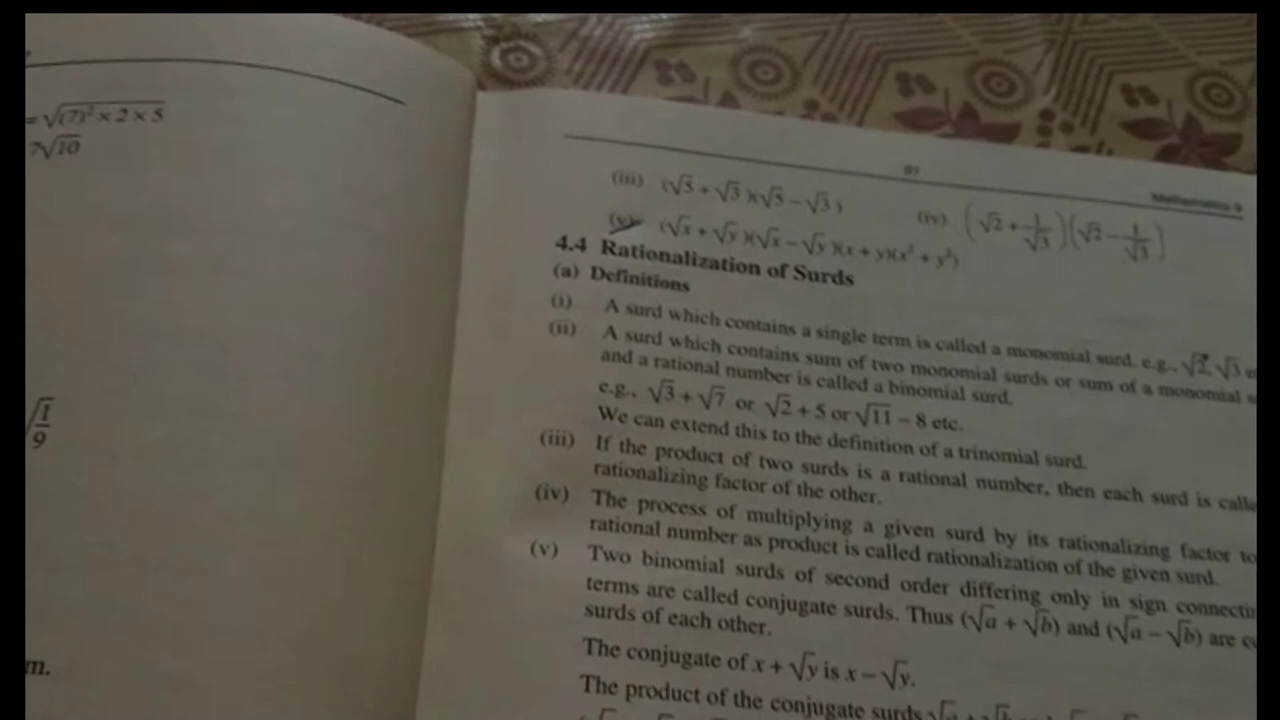 = √(7)² × 2 × 5
7√10
√1/9
m.
91
Mathematics 9
(iii) (√5 + √3)(√5 − √3) (iv) (√2 + 1/√3)(√2 − 1/√3)
(v) (√x + √y)(√x − √y)(x + y)(x² + y²)
4.4 Rationalization of Surds
(a) Definitions
(i) A surd which contains a single term is called a monomial surd. e.g., √2, √3
(ii) A surd which contains sum of two monomial surds or sum of a monomial
and a rational number is called a binomial surd.
e.g., √3 + √7 or √2 + 5 or √11 − 8 etc.
We can extend this to the definition of a trinomial surd.
(iii) If the product of two surds is a rational number, then each surd is calle
rationalizing factor of the other.
(iv) The process of multiplying a given surd by its rationalizing factor to
rational number as product is called rationalization of the given surd.
(v) Two binomial surds of second order differing only in sign connectin
terms are called conjugate surds. Thus (√a + √b) and (√a − √b) are
surds of each other.
The conjugate of x + √y is x − √y.
The product of the conjugate surds √a + √b